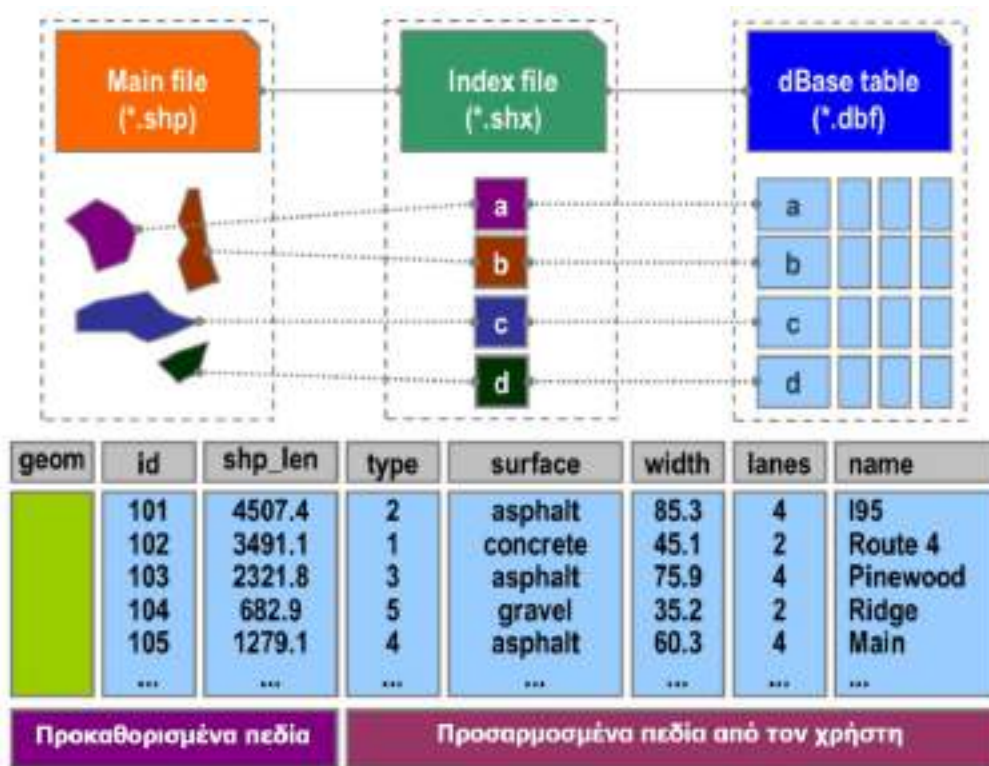 Main file
(*.shp)
Index file
(*.shx)
dBase table
(*.dbf)
a a
b b
c c
d d
geom id shp_len type surface width lanes name
101 4507.4 2 asphalt 85.3 4 I95
102 3491.1 1 concrete 45.1 2 Route 4
103 2321.8 3 asphalt 75.9 4 Pinewood
104 682.9 5 gravel 35.2 2 Ridge
105 1279.1 4 asphalt 60.3 4 Main
... ... ... ... ... ... ...
Προκαθορισμένα πεδία Προσαρμοσμένα πεδία από τον χρήστη